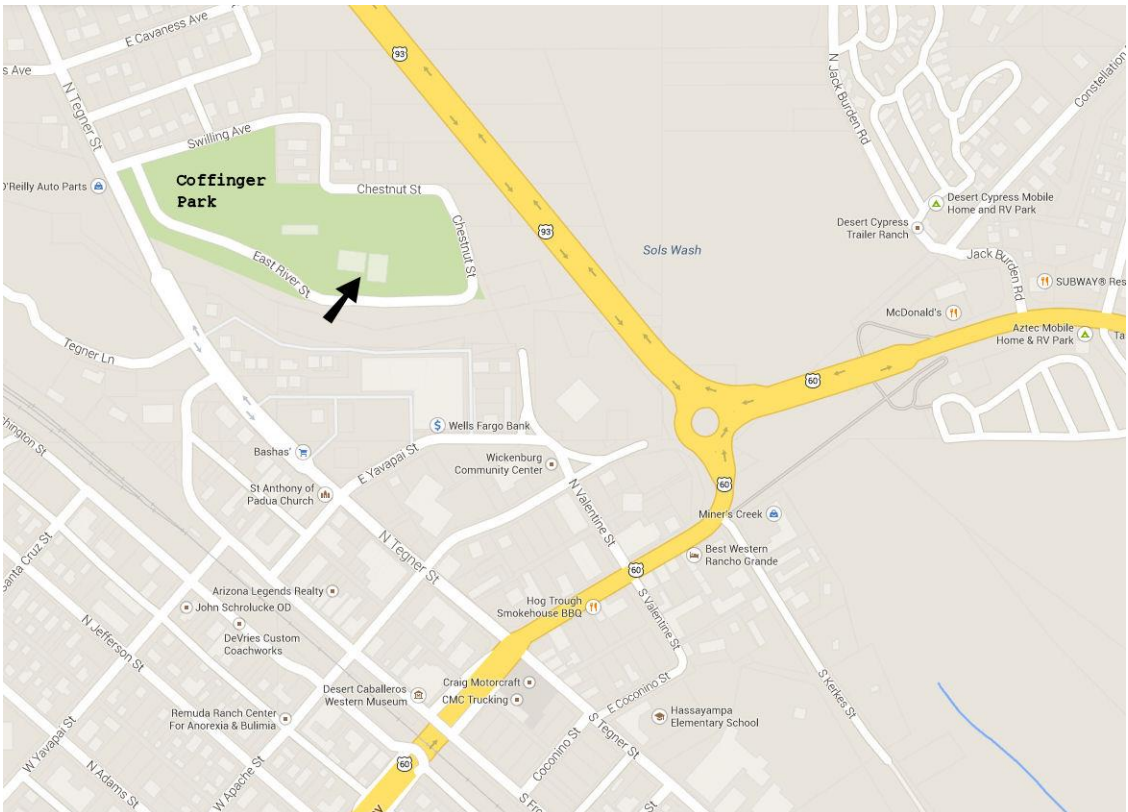 E Cavaness Ave
s Ave
N Tegner St
Swilling Ave
O'Reilly Auto Parts
Coffinger
Park
Chestnut St
Chestnut St
East River St
Tegner Ln
93
93
Sols Wash
N Jack Burden Rd
Constellation
Desert Cypress Mobile
Home and RV Park
Desert Cypress
Trailer Ranch
Jack Burden Rd
SUBWAY® Res
McDonald's
Aztec Mobile
Home & RV Park
Ta
60
$
Wells Fargo Bank
Bashas'
E Yavapai St
Wickenburg
Community Center
St Anthony of
Padua Church
N Valentine St
60
Miner's Creek
Best Western
Rancho Grande
60
N Tegner St
hington St
Santa Cruz St
Arizona Legends Realty
John Schrolucke OD
DeVries Custom
Coachworks
Hog Trough
Smokehouse BBQ
S Valentine St
N Jefferson St
Desert Caballeros
Western Museum
Craig Motorcraft
CMC Trucking
E Coconino St
S Kerkes St
Remuda Ranch Center
For Anorexia & Bulimia
Hassayampa
Elementary School
S Tegner St
Coconino St
W Yavapai St
N Adams St
W Apache St
60
S Fro
y